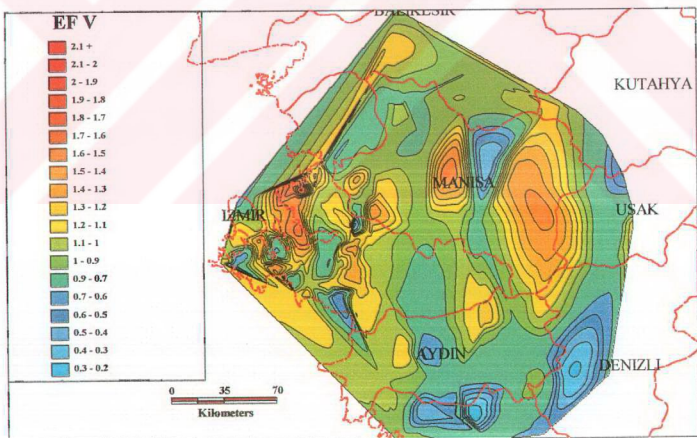 BALIKESİR
EF V
2.1 +
2.1 - 2
2 - 1.9
1.9 - 1.8
1.8 - 1.7
1.7 - 1.6
1.6 - 1.5
1.5 - 1.4
1.4 - 1.3
1.3 - 1.2
1.2 - 1.1
1.1 - 1
1 - 0.9
0.9 - 0.7
0.7 - 0.6
0.6 - 0.5
0.5 - 0.4
0.4 - 0.3
0.3 - 0.2
KUTAHYA
MANISA
IZMIR
USAK
AYDIN
DENIZLI
0 35 70
Kilometers